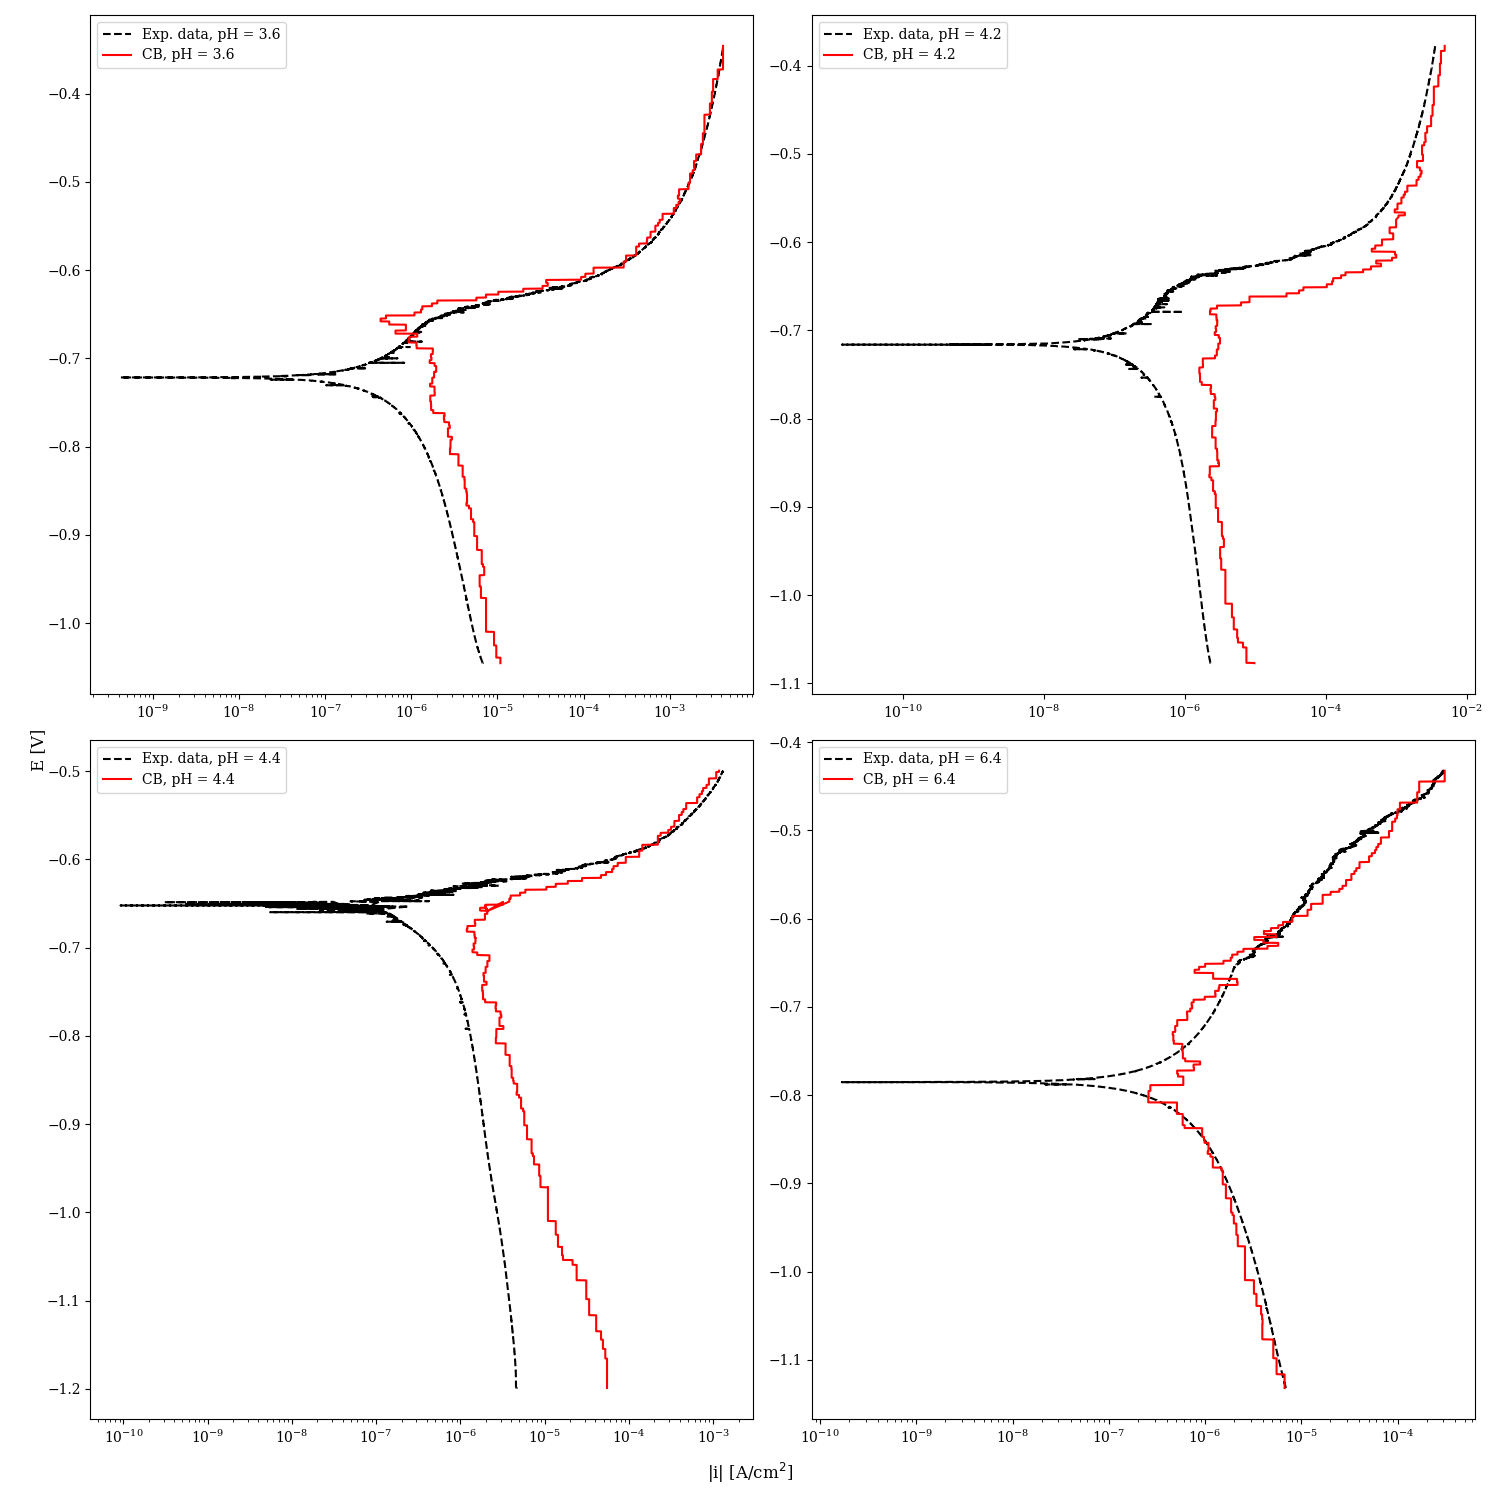 Exp. data, pH = 3.6
CB, pH = 3.6
−0.4
−0.5
−0.6
−0.7
−0.8
−0.9
−1.0
10⁻⁹ 10⁻⁸ 10⁻⁷ 10⁻⁶ 10⁻⁵ 10⁻⁴ 10⁻³
Exp. data, pH = 4.2
CB, pH = 4.2
−0.4
−0.5
−0.6
−0.7
−0.8
−0.9
−1.0
−1.1
10⁻¹⁰ 10⁻⁸ 10⁻⁶ 10⁻⁴ 10⁻²
E [V]
Exp. data, pH = 4.4
CB, pH = 4.4
−0.5
−0.6
−0.7
−0.8
−0.9
−1.0
−1.1
−1.2
10⁻¹⁰ 10⁻⁹ 10⁻⁸ 10⁻⁷ 10⁻⁶ 10⁻⁵ 10⁻⁴ 10⁻³
Exp. data, pH = 6.4
CB, pH = 6.4
−0.4
−0.5
−0.6
−0.7
−0.8
−0.9
−1.0
−1.1
10⁻¹⁰ 10⁻⁹ 10⁻⁸ 10⁻⁷ 10⁻⁶ 10⁻⁵ 10⁻⁴
|i| [A/cm²]